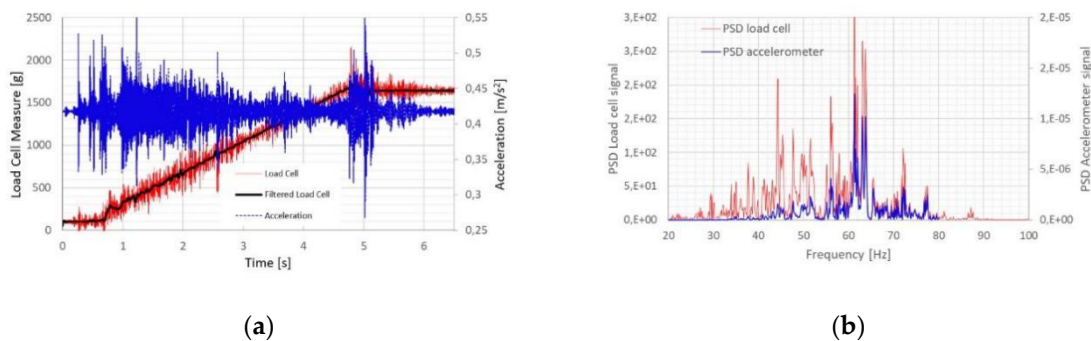 2500
2000
1500
1000
500
0
Load Cell Measure [g]
0,55
0,5
0,45
0,4
0,35
0,3
0,25
Acceleration [m/s²]
Load Cell
Filtered Load Cell
Acceleration
0 1 2 3 4 5 6
Time [s]
(a)
3,E+02
3,E+02
2,E+02
2,E+02
1,E+02
5,E+01
0,E+00
PSD Load cell signal
PSD load cell
PSD accelerometer
2,E-05
2,E-05
1,E-05
5,E-06
0,E+00
PSD Accelerometer signal
20 30 40 50 60 70 80 90 100
Frequency [Hz]
(b)